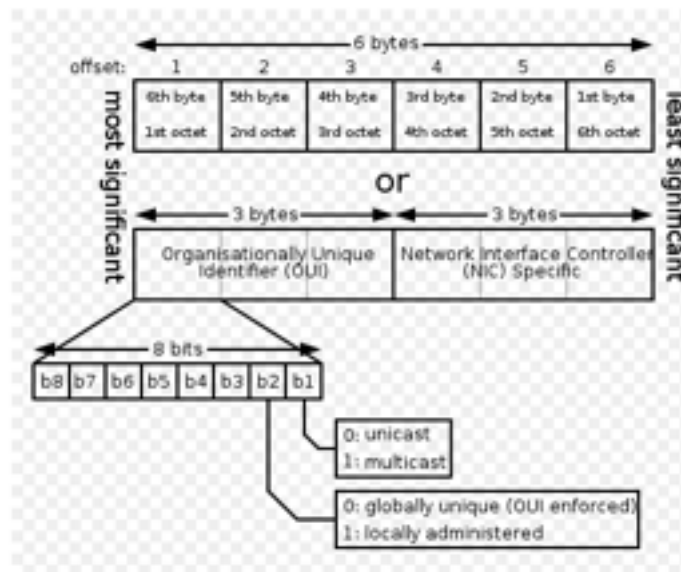 6 bytes
offset: 1 2 3 4 5 6
6th byte 5th byte 4th byte 3rd byte 2nd byte 1st byte
1st octet 2nd octet 3rd octet 4th octet 5th octet 6th octet
most significant
least significant
or
3 bytes 3 bytes
Organisationally Unique
Identifier (OUI)
Network Interface Controller
(NIC) Specific
8 bits
b8 b7 b6 b5 b4 b3 b2 b1
0: unicast
1: multicast
0: globally unique (OUI enforced)
1: locally administered